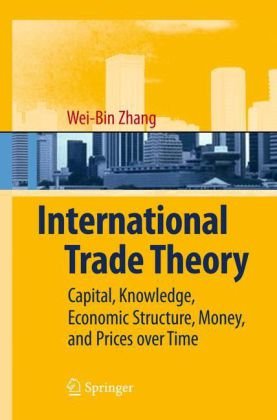 Wei-Bin Zhang
International
Trade Theory
Capital, Knowledge,
Economic Structure, Money,
and Prices over Time
Springer